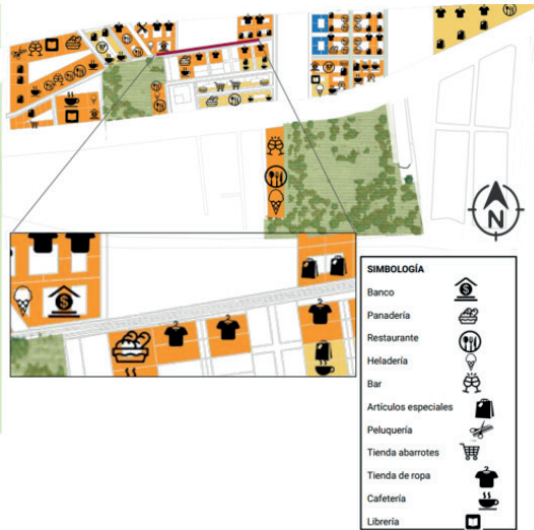 N
SIMBOLOGÍA
Banco
Panadería
Restaurante
Heladería
Bar
Artículos especiales
Peluquería
Tienda abarrotes
Tienda de ropa
Cafetería
Librería